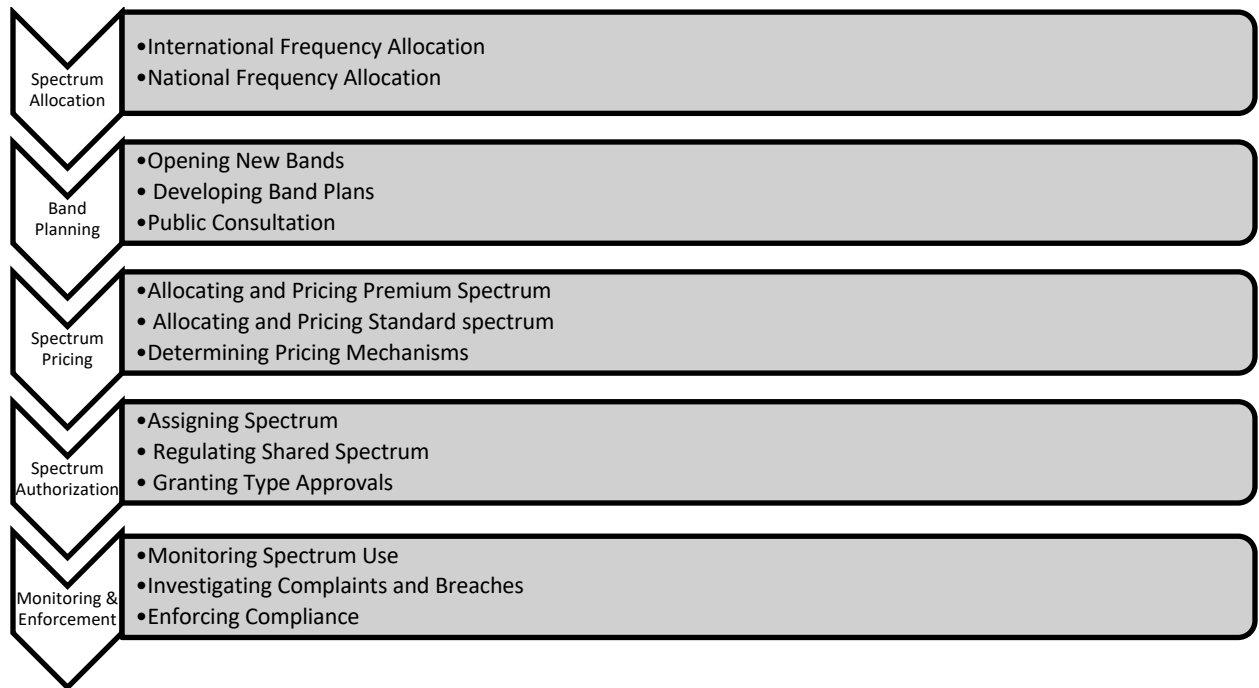 Spectrum
Allocation
•International Frequency Allocation
•National Frequency Allocation
Band
Planning
•Opening New Bands
• Developing Band Plans
•Public Consultation
Spectrum
Pricing
•Allocating and Pricing Premium Spectrum
• Allocating and Pricing Standard spectrum
•Determining Pricing Mechanisms
Spectrum
Authorization
•Assigning Spectrum
• Regulating Shared Spectrum
• Granting Type Approvals
Monitoring &
Enforcement
•Monitoring Spectrum Use
•Investigating Complaints and Breaches
•Enforcing Compliance